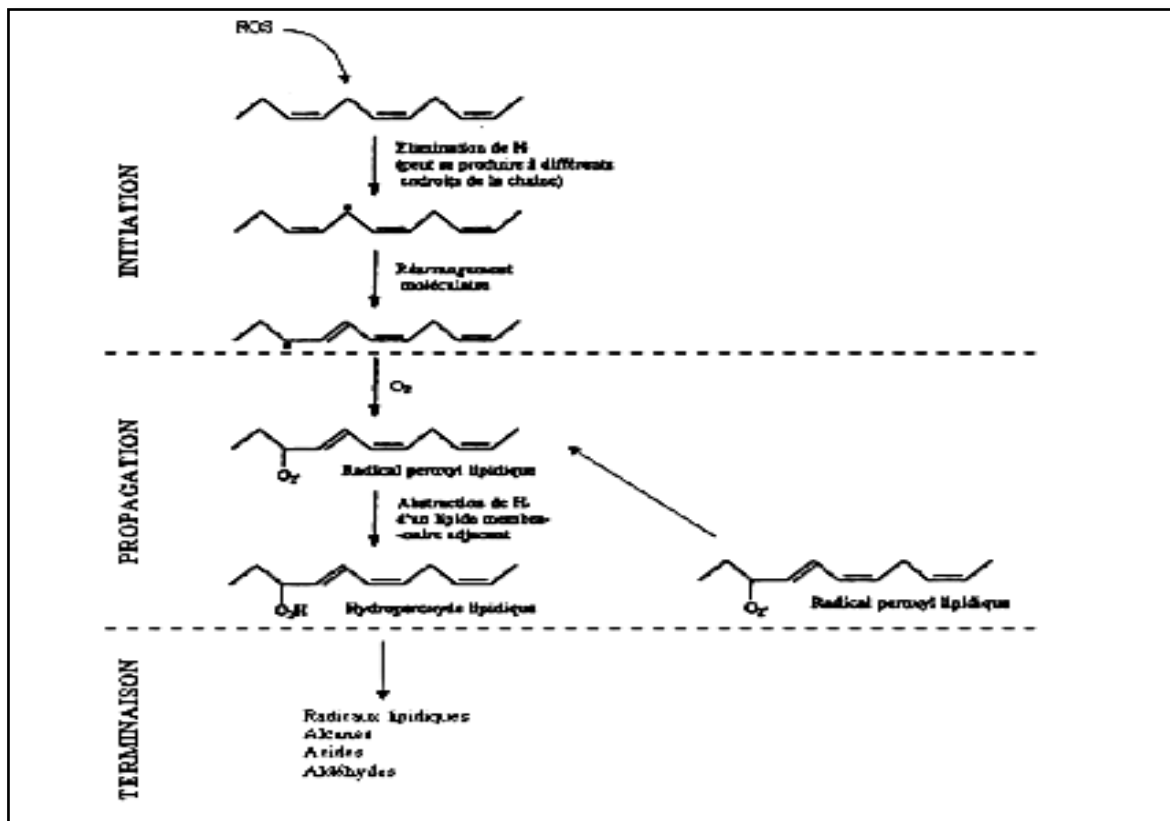 ROS
INITIATION
Elimination de H
(peut se produire à différents
endroits de la chaîne)
Réarrangement
moléculaire
O₂
PROPAGATION
O₂•
Radical peroxyl lipidique
Abstraction de H.
d'un lipide membra-
-naire adjacent
O₂H
Hydroperoxyde lipidique
O₂•
Radical peroxyl lipidique
TERMINAISON
Radicaux lipidiques
Alcanes
Acides
Aldéhydes